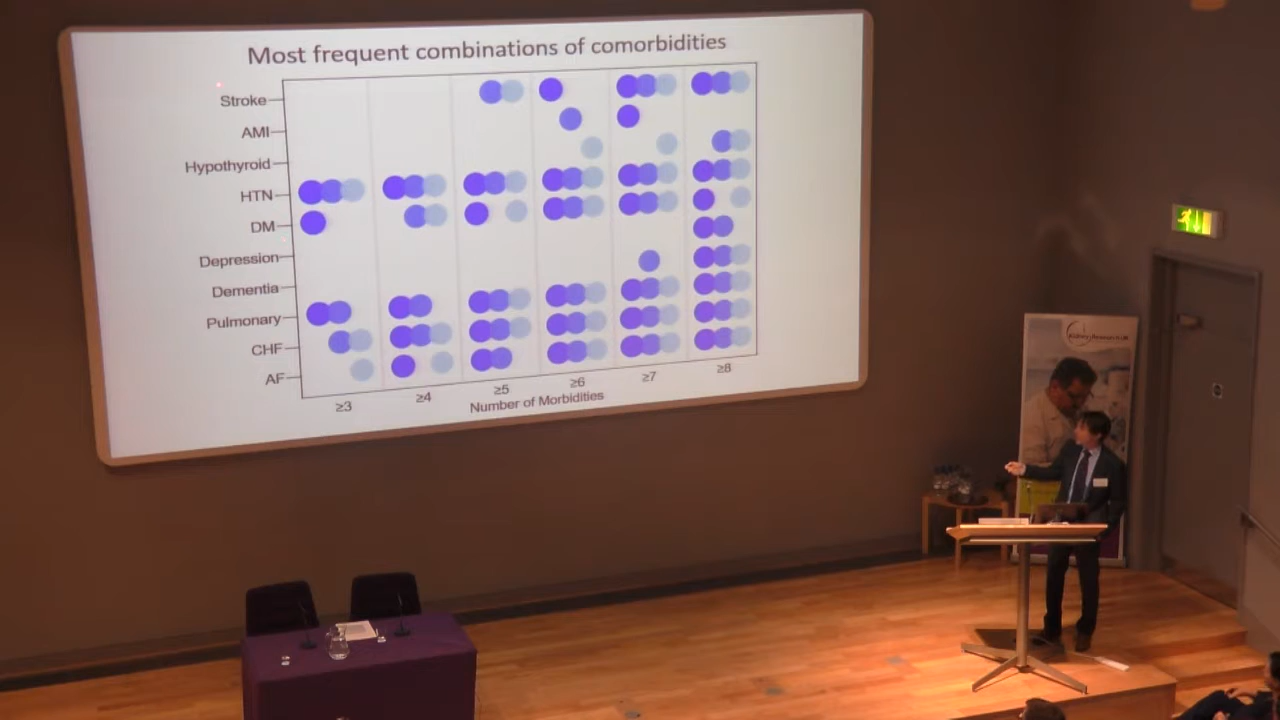 Most frequent combinations of comorbidities
Stroke
AMI
Hypothyroid
HTN
DM
Depression
Dementia
Pulmonary
CHF
AF
≥3
≥4
≥5
≥6
≥7
≥8
Number of Morbidities